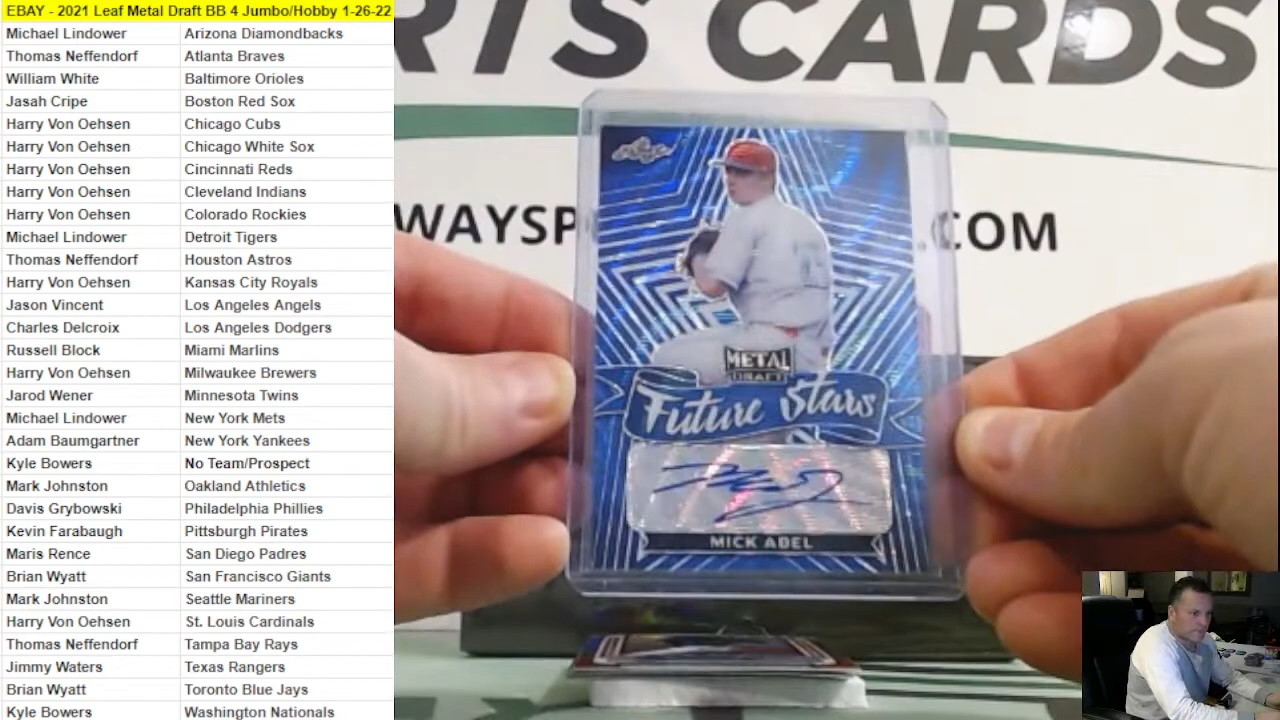 EBAY - 2021 Leaf Metal Draft BB 4 Jumbo/Hobby 1-26-22
Michael Lindower Arizona Diamondbacks
Thomas Neffendorf Atlanta Braves
William White Baltimore Orioles
Jasah Cripe Boston Red Sox
Harry Von Oehsen Chicago Cubs
Harry Von Oehsen Chicago White Sox
Harry Von Oehsen Cincinnati Reds
Harry Von Oehsen Cleveland Indians
Harry Von Oehsen Colorado Rockies
Michael Lindower Detroit Tigers
Thomas Neffendorf Houston Astros
Harry Von Oehsen Kansas City Royals
Jason Vincent Los Angeles Angels
Charles Delcroix Los Angeles Dodgers
Russell Block Miami Marlins
Harry Von Oehsen Milwaukee Brewers
Jarod Wener Minnesota Twins
Michael Lindower New York Mets
Adam Baumgartner New York Yankees
Kyle Bowers No Team/Prospect
Mark Johnston Oakland Athletics
Davis Grybowski Philadelphia Phillies
Kevin Farabaugh Pittsburgh Pirates
Maris Rence San Diego Padres
Brian Wyatt San Francisco Giants
Mark Johnston Seattle Mariners
Harry Von Oehsen St. Louis Cardinals
Thomas Neffendorf Tampa Bay Rays
Jimmy Waters Texas Rangers
Brian Wyatt Toronto Blue Jays
Kyle Bowers Washington Nationals
RTS CARDS
WAYSP .COM
Leaf
METAL
DRAFT
Future Stars
MICK ABEL